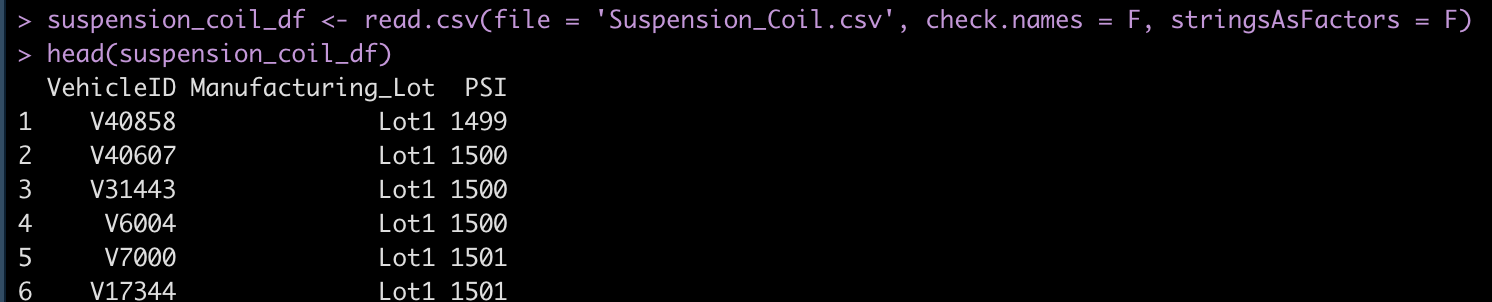 > suspension_coil_df <- read.csv(file = 'Suspension_Coil.csv', check.names = F, stringsAsFactors = F)
> head(suspension_coil_df)
  VehicleID Manufacturing_Lot  PSI
1    V40858              Lot1 1499
2    V40607              Lot1 1500
3    V31443              Lot1 1500
4     V6004              Lot1 1500
5     V7000              Lot1 1501
6    V17344              Lot1 1501